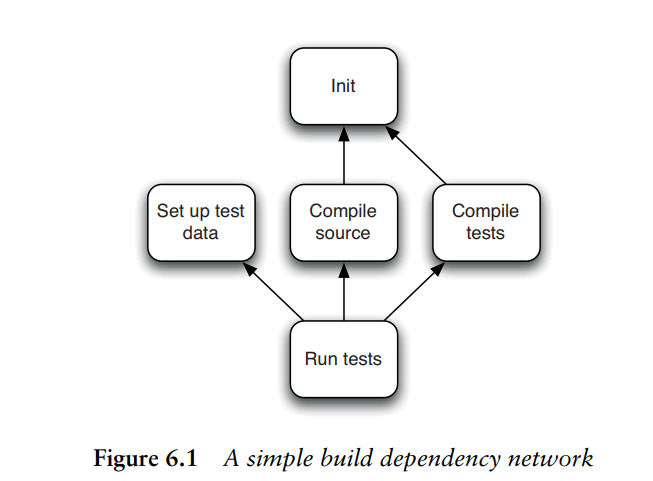 Init
Set up test
data
Compile
source
Compile
tests
Run tests
Figure 6.1 A simple build dependency network